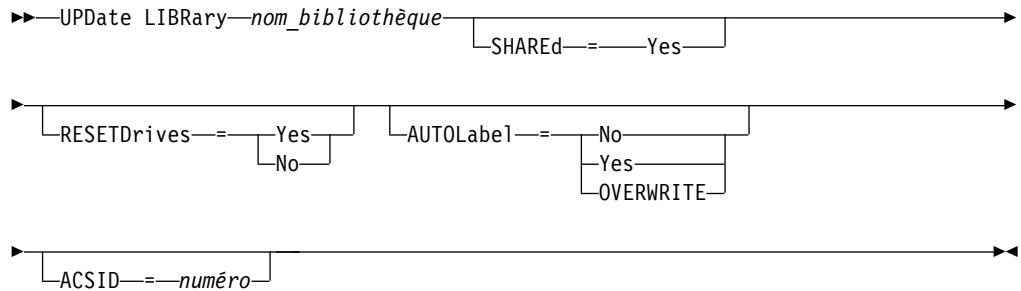 UPDate LIBRary nom_bibliothèque
SHAREd = Yes
RESETDrives = Yes
No
AUTOLabel = No
Yes
OVERWRITE
ACSID = numéro